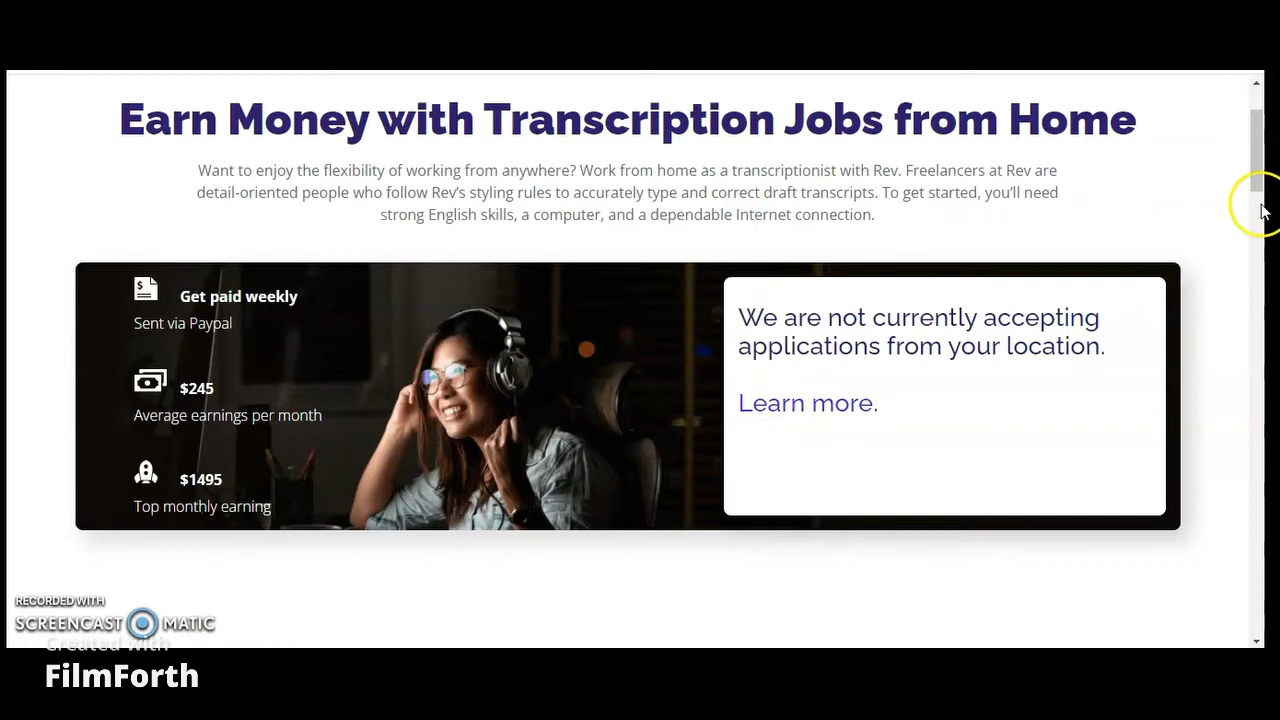 Earn Money with Transcription Jobs from Home
Want to enjoy the flexibility of working from anywhere? Work from home as a transcriptionist with Rev. Freelancers at Rev are
detail-oriented people who follow Rev's styling rules to accurately type and correct draft transcripts. To get started, you'll need
strong English skills, a computer, and a dependable Internet connection.
$
Get paid weekly
Sent via Paypal
$245
Average earnings per month
$1495
Top monthly earning
We are not currently accepting
applications from your location.
Learn more.
RECORDED WITH
SCREENCAST MATIC
Created with
FilmForth